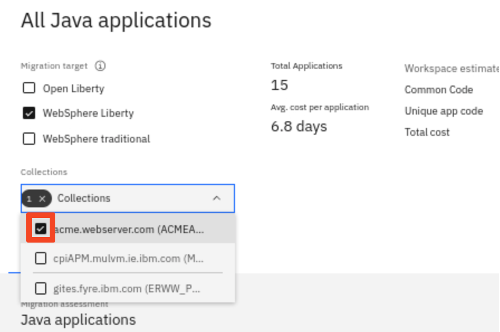 All Java applications
Migration target
Open Liberty
WebSphere Liberty
WebSphere traditional
Total Applications
15
Avg. cost per application
6.8 days
Workspace estimate
Common Code
Unique app code
Total cost
Collections
1 × Collections
acme.webserver.com (ACMEA...
cpiAPM.mulvm.ie.ibm.com (M...
gites.fyre.ibm.com (ERWW_P...
Migration assessment
Java applications